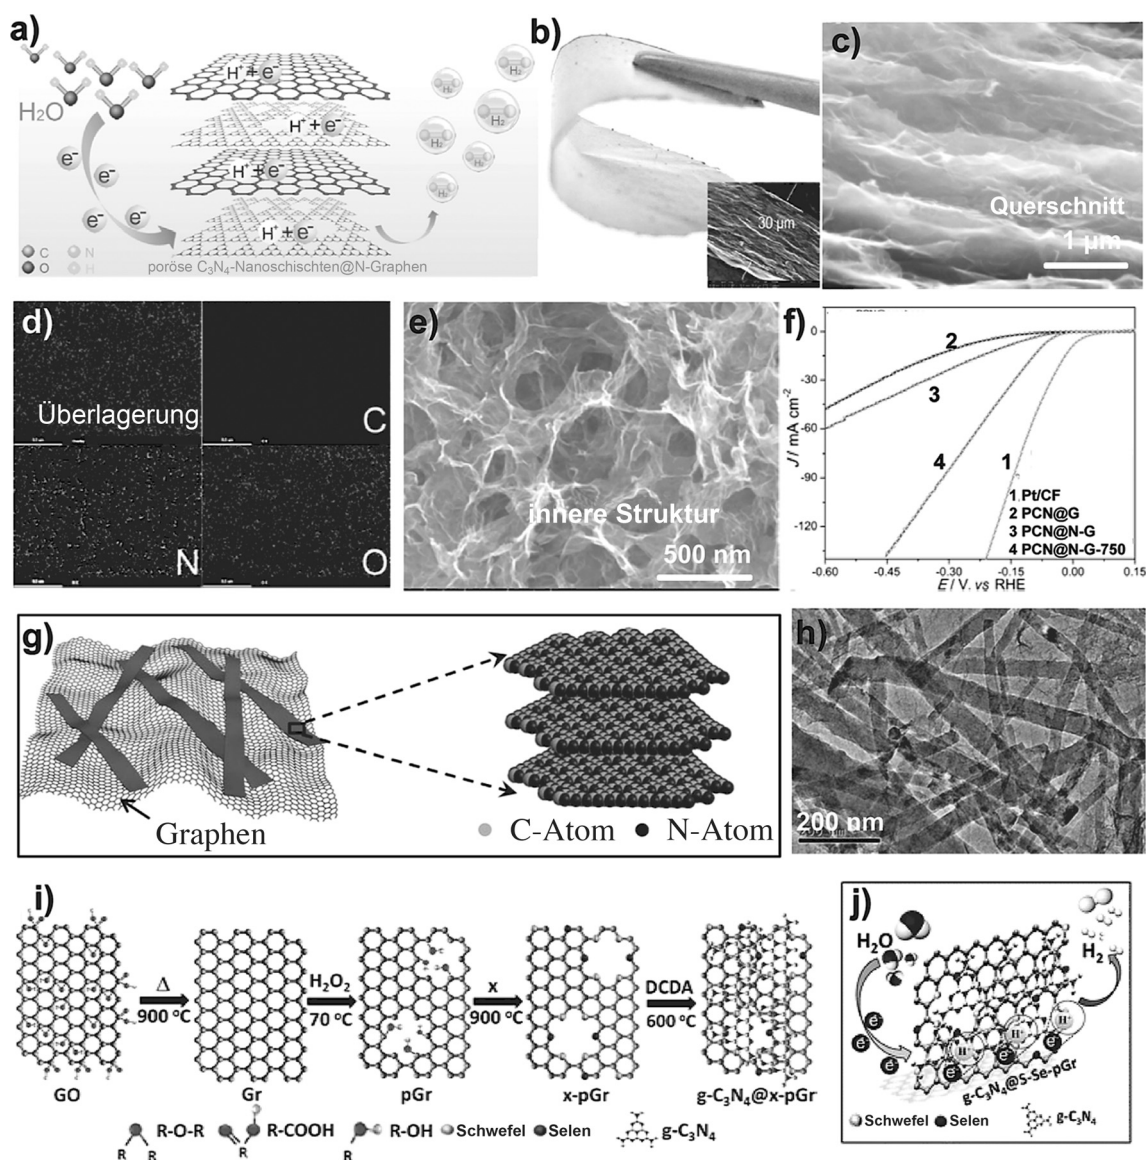 a)
H₂O
H⁺ + e⁻
H⁺ + e⁻
H⁺ + e⁻
H⁺ + e⁻
e⁻
e⁻
e⁻
e⁻
H₂
H₂
H₂
H₂
H₂
H₂
C
N
O
H
poröse C₃N₄-Nanoschischten@N-Graphen
b)
30 μm
c)
Querschnitt
1 μm
d)
Überlagerung
C
N
O
e)
innere Struktur
500 nm
f)
J / mA cm⁻²
0
-30
-60
-90
-120
2
3
4
1
1 Pt/CF
2 PCN@G
3 PCN@N-G
4 PCN@N-G-750
-0.60
-0.45
-0.30
-0.15
0.00
0.15
E / V. vs RHE
g)
Graphen
C-Atom
N-Atom
h)
200 nm
i)
GO
Δ
900 °C
Gr
H₂O₂
70 °C
pGr
x
900 °C
x-pGr
DCDA
600 °C
g-C₃N₄@x-pGr
R
R
R-O-R
R
R-COOH
R
R-OH
Schwefel
Selen
g-C₃N₄
j)
H₂O
H₂
e⁻
e⁻
e⁻
e⁻
e⁻
H⁺
H⁺
H⁺
g-C₃N₄@S-Se-pGr
Schwefel
Selen
g-C₃N₄